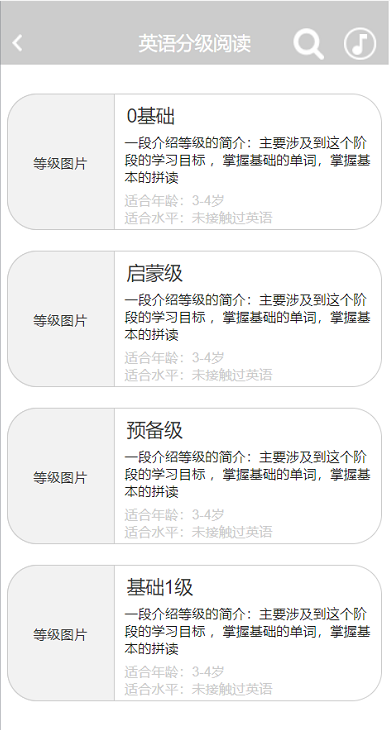 英语分级阅读
0基础
一段介绍等级的简介：主要涉及到这个阶
段的学习目标 ，掌握基础的单词，掌握基
本的拼读
等级图片
适合年龄：3-4岁
适合水平：未接触过英语
启蒙级
一段介绍等级的简介：主要涉及到这个阶
段的学习目标 ，掌握基础的单词，掌握基
本的拼读
等级图片
适合年龄：3-4岁
适合水平：未接触过英语
预备级
一段介绍等级的简介：主要涉及到这个阶
段的学习目标 ，掌握基础的单词，掌握基
本的拼读
等级图片
适合年龄：3-4岁
适合水平：未接触过英语
基础1级
一段介绍等级的简介：主要涉及到这个阶
段的学习目标 ，掌握基础的单词，掌握基
本的拼读
等级图片
适合年龄：3-4岁
适合水平：未接触过英语